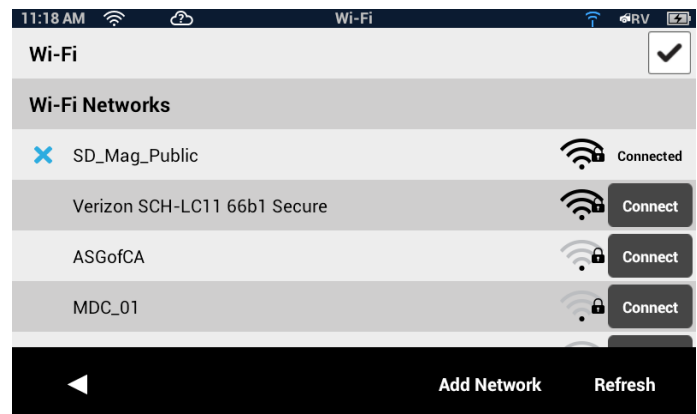 11:18 AM Wi-Fi RV
Wi-Fi
Wi-Fi Networks
SD_Mag_Public Connected
Verizon SCH-LC11 66b1 Secure Connect
ASGofCA Connect
MDC_01 Connect
Add Network Refresh